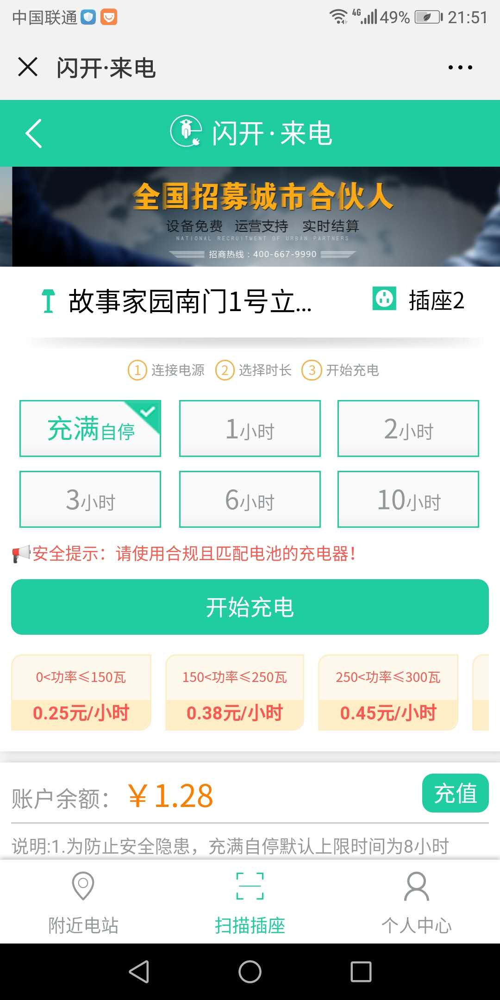 中国联通 4G 49% 21:51
闪开·来电
闪开·来电
全国招募城市合伙人
设备免费 运营支持 实时结算
NATIONAL RECRUITMENT OF URBAN PARTNERS
招商热线：400-667-9990
故事家园南门1号立... 插座2
① 连接电源 ② 选择时长 ③ 开始充电
充满自停 1小时 2小时
3小时 6小时 10小时
安全提示：请使用合规且匹配电池的充电器！
开始充电
0<功率≤150瓦 150<功率≤250瓦 250<功率≤300瓦
0.25元/小时 0.38元/小时 0.45元/小时
账户余额：￥1.28 充值
说明:1.为防止安全隐患，充满自停默认上限时间为8小时
附近电站 扫描插座 个人中心